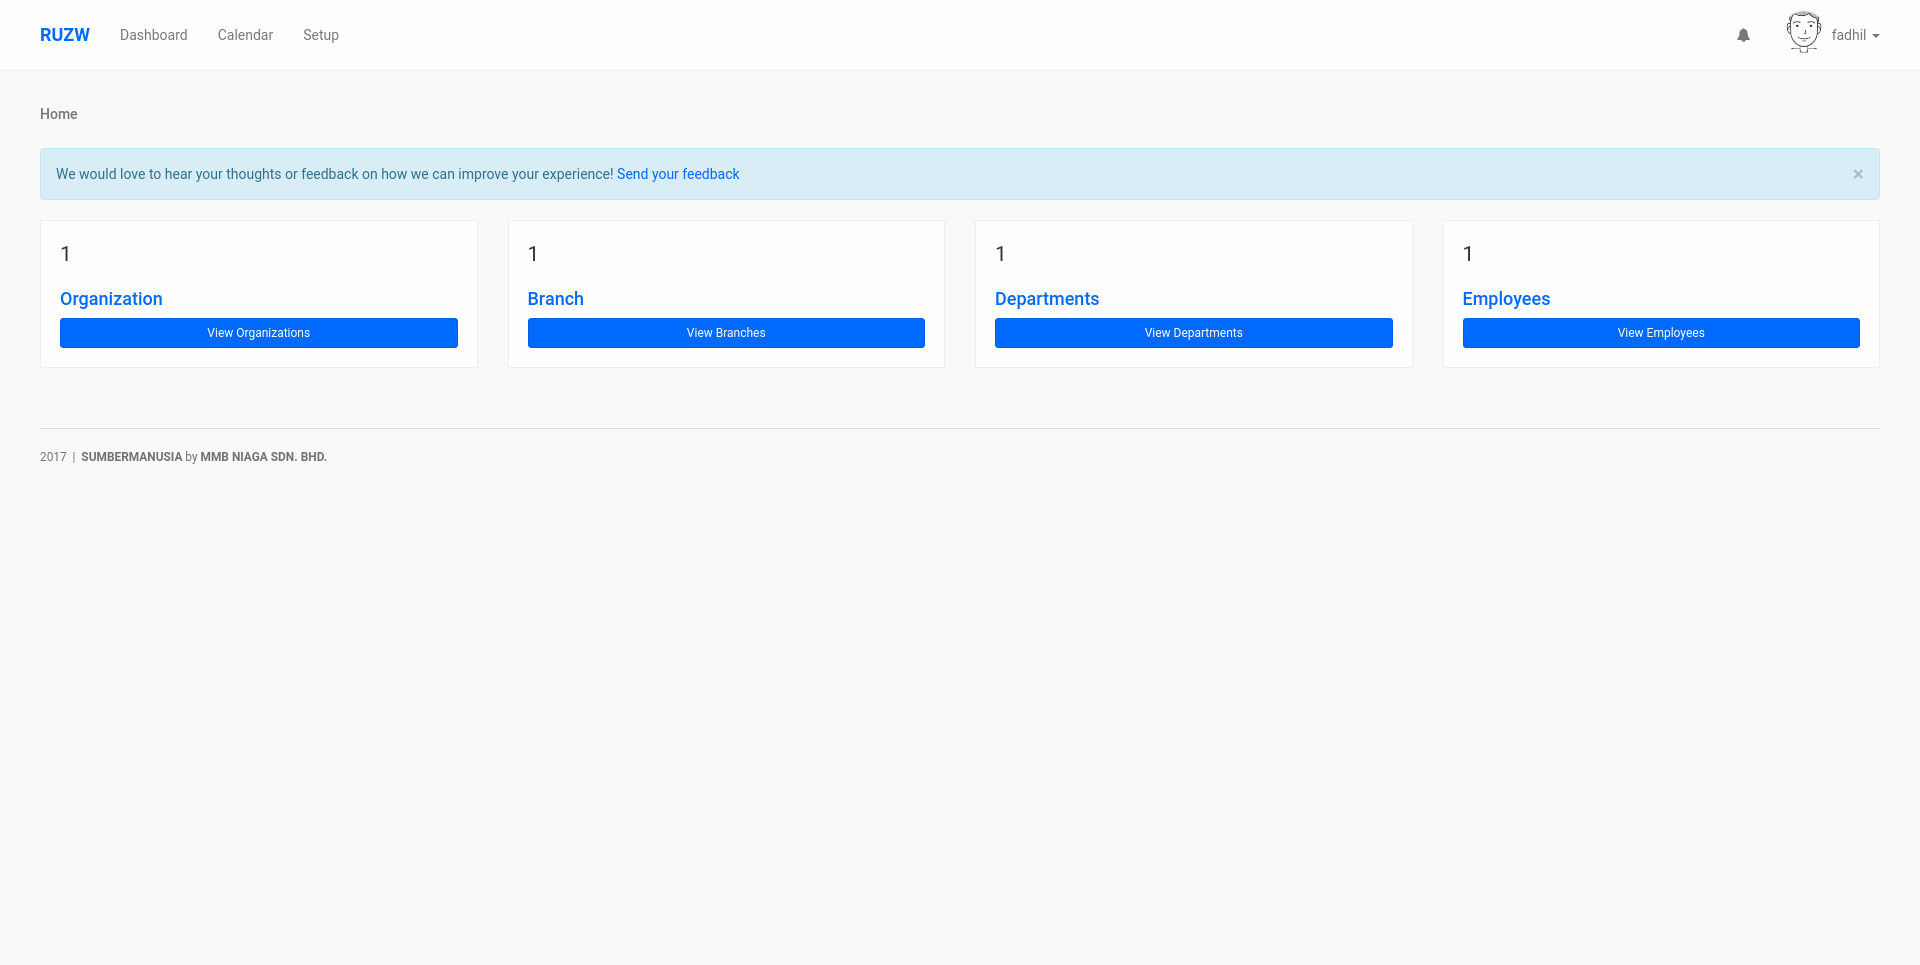 RUZW Dashboard Calendar Setup fadhil
Home
We would love to hear your thoughts or feedback on how we can improve your experience! Send your feedback ×
1 1 1 1
Organization Branch Departments Employees
View Organizations View Branches View Departments View Employees
2017 | SUMBERMANUSIA by MMB NIAGA SDN. BHD.